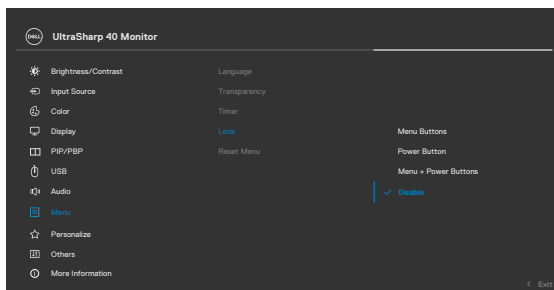 DELL UltraSharp 40 Monitor
Brightness/Contrast Language
Input Source Transparency
Color Timer
Display Lock Menu Buttons
PIP/PBP Reset Menu Power Button
USB Menu + Power Buttons
Audio Disable
Menu
Personalize
Others
More Information
Exit